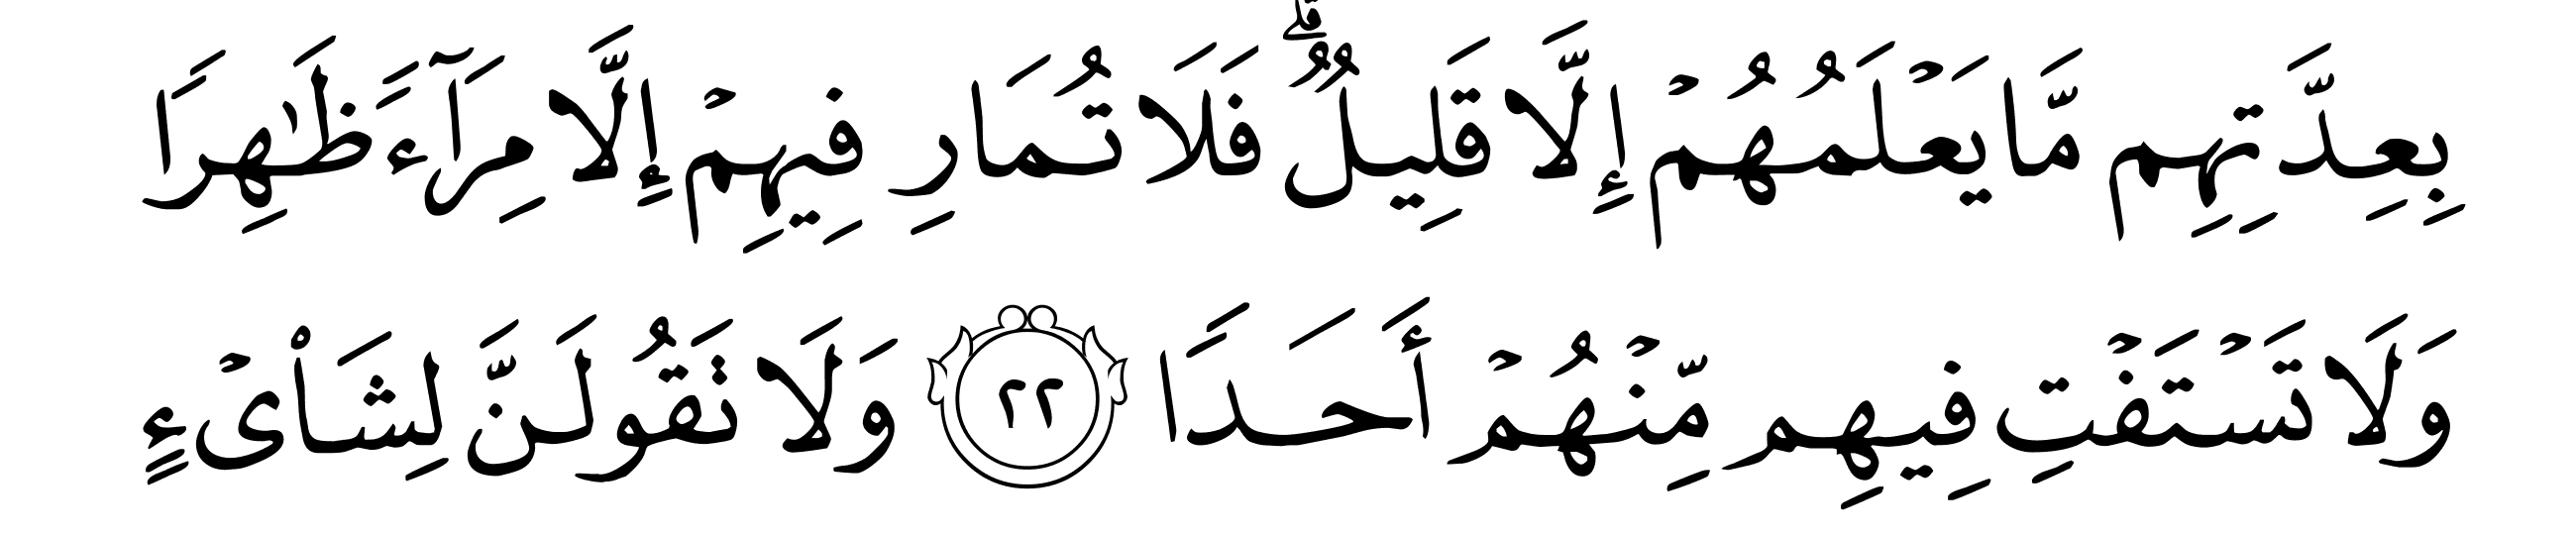 بِعِدَّتِهِم مَّا يَعۡلَمُهُمۡ إِلَّا قَلِيلٞۗ فَلَا تُمَارِ فِيهِمۡ إِلَّا مِرَآءٗ ظَٰهِرٗا
وَلَا تَسۡتَفۡتِ فِيهِم مِّنۡهُمۡ أَحَدٗا ٢٢ وَلَا تَقُولَنَّ لِشَاْيۡءٍ